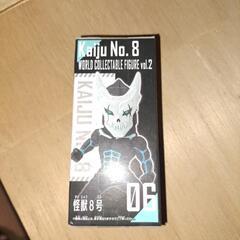 Kaiju No. 8
WORLD COLLECTABLE FIGURE vol.2
KAIJU NO.8
06
怪獣8号